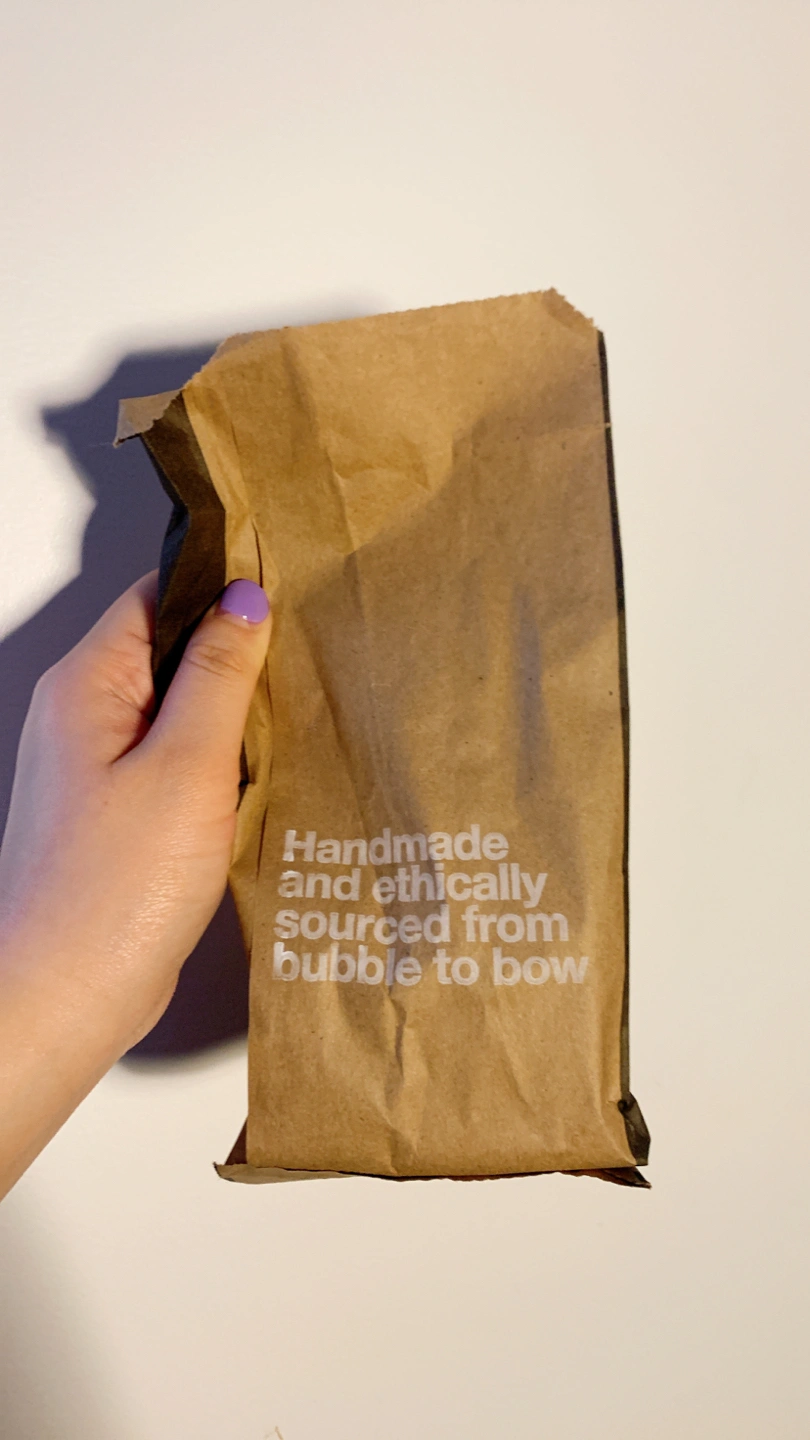 Handmade
and ethically
sourced from
bubble to bow